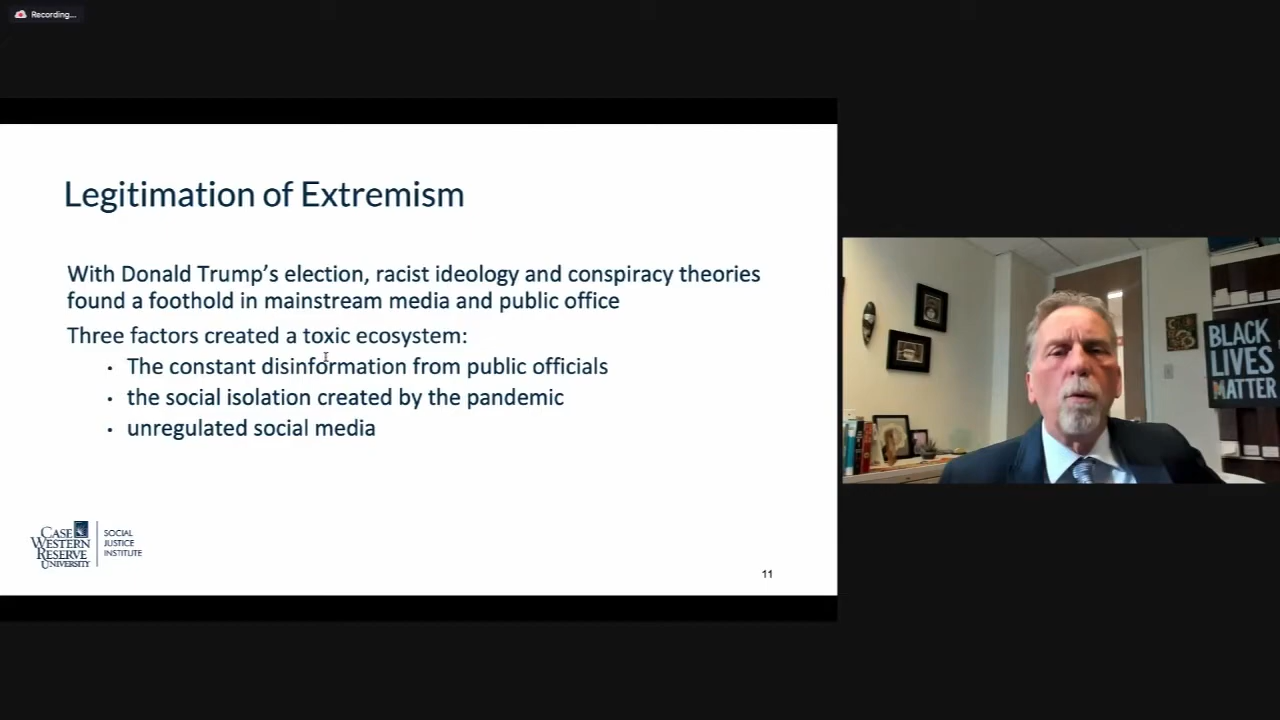 Recording...
Legitimation of Extremism
With Donald Trump's election, racist ideology and conspiracy theories
found a foothold in mainstream media and public office
Three factors created a toxic ecosystem:
• The constant disinformation from public officials
• the social isolation created by the pandemic
• unregulated social media
CASE
WESTERN
RESERVE
UNIVERSITY
SOCIAL
JUSTICE
INSTITUTE
11
BLACK
LIVES
MATTER